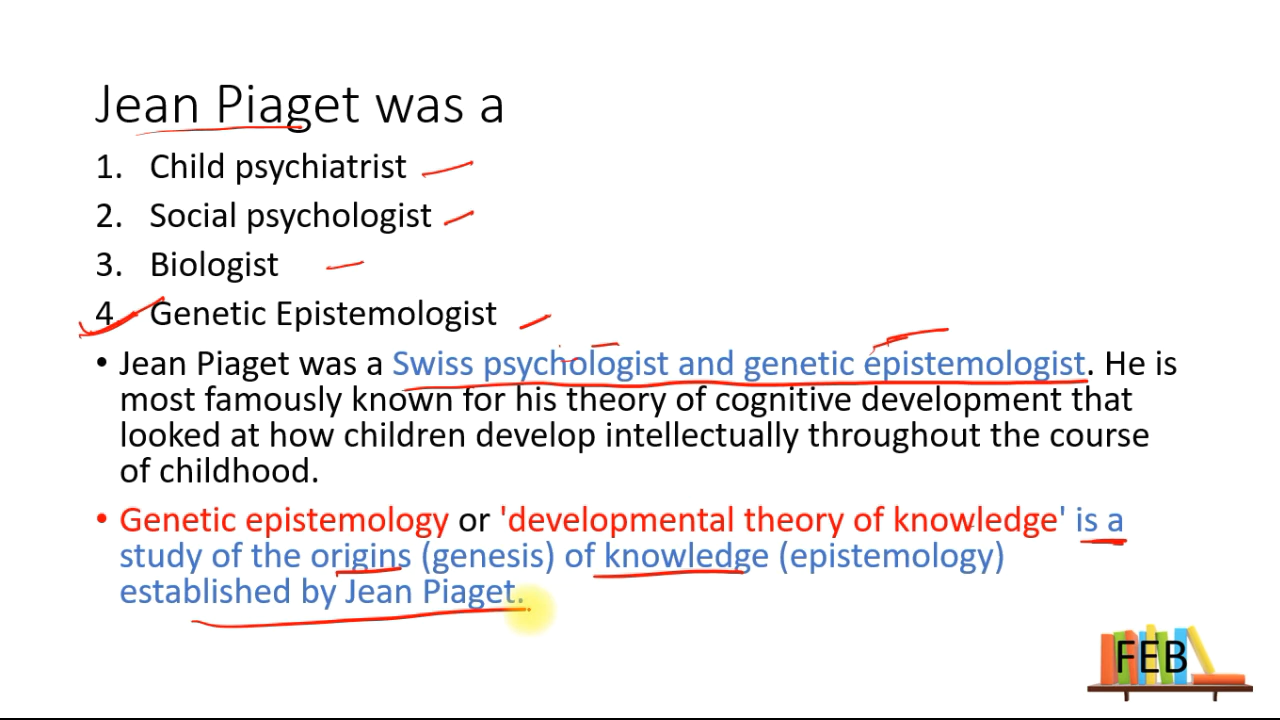 Jean Piaget was a
1. Child psychiatrist
2. Social psychologist
3. Biologist
4. Genetic Epistemologist
• Jean Piaget was a Swiss psychologist and genetic epistemologist. He is
most famously known for his theory of cognitive development that
looked at how children develop intellectually throughout the course
of childhood.
• Genetic epistemology or 'developmental theory of knowledge' is a
study of the origins (genesis) of knowledge (epistemology)
established by Jean Piaget.
FEB